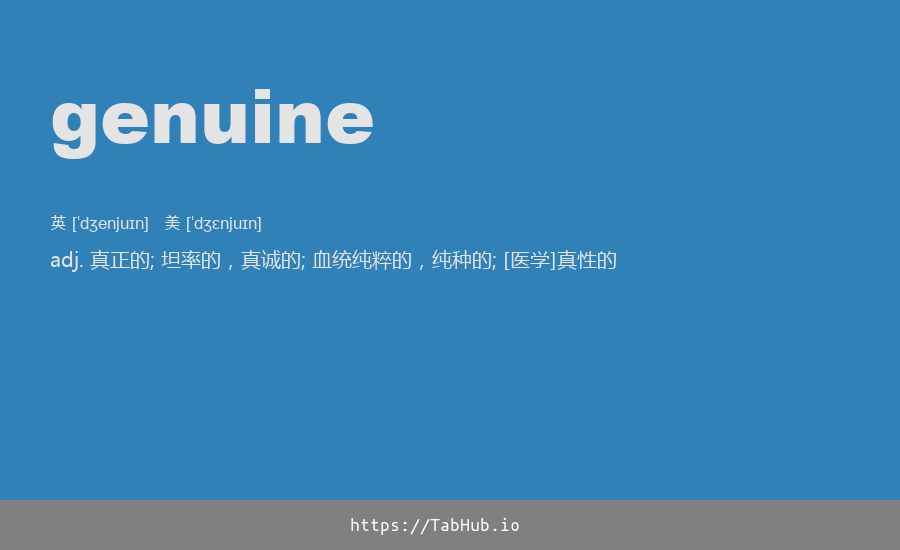 genuine
英 [ˈdʒenjuɪn] 美 [ˈdʒɛnjuɪn]
adj. 真正的; 坦率的，真诚的; 血统纯粹的，纯种的; [医学]真性的
https://TabHub.io